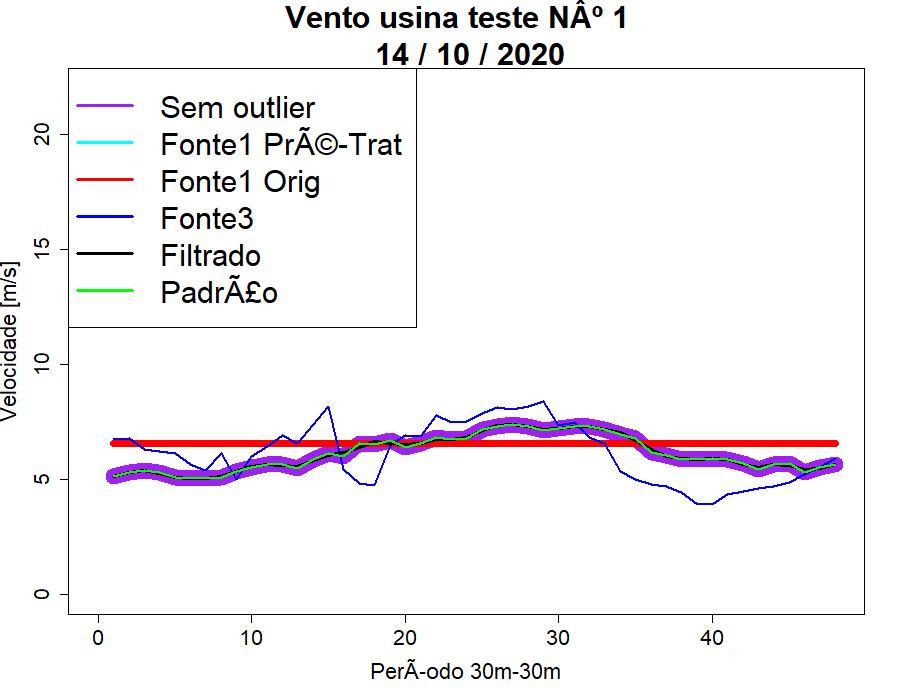 Vento usina teste NÂº 1
14 / 10 / 2020
Sem outlier
Fonte1 PrÃ©-Trat
Fonte1 Orig
Fonte3
Filtrado
PadrÃ£o
Velocidade [m/s]
20
15
10
5
0
0 10 20 30 40
PerÃ-odo 30m-30m